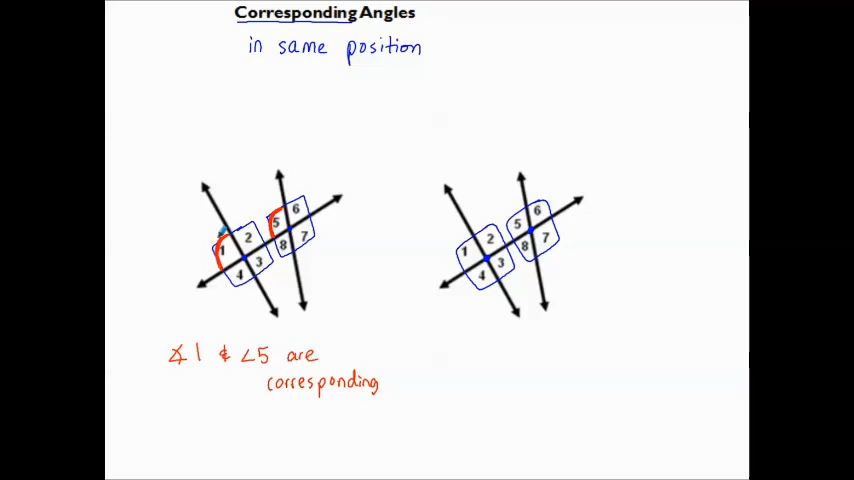 Corresponding Angles
in same position
1 2 3 4 5 6 7 8
1 2 3 4 5 6 7 8
∡1 & ∠5 are
corresponding